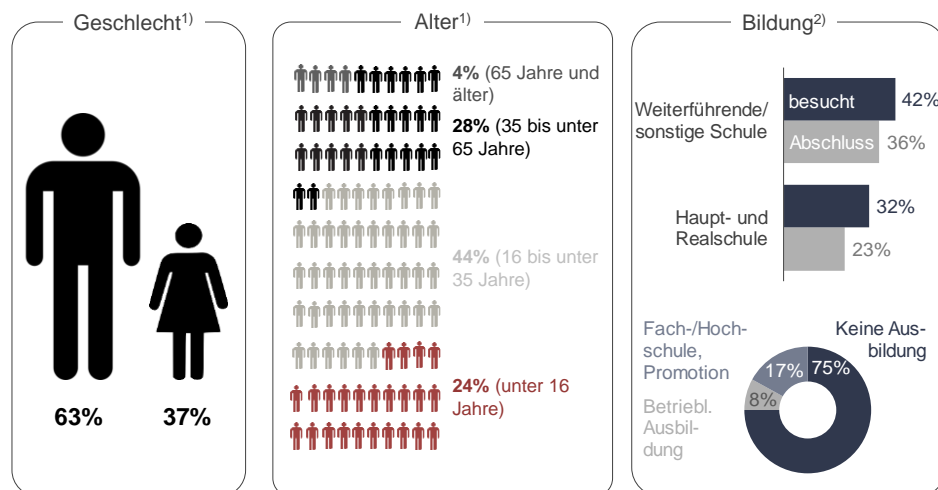 Geschlecht1)
63%
37%
Alter1)
4% (65 Jahre und
älter)
28% (35 bis unter
65 Jahre)
44% (16 bis unter
35 Jahre)
24% (unter 16
Jahre)
Bildung2)
Weiterführende/
sonstige Schule
besucht
42%
Abschluss
36%
Haupt- und
Realschule
32%
23%
Fach-/Hoch-
schule,
Promotion
Keine Aus-
bildung
17%
75%
8%
Betriebl.
Ausbil-
dung